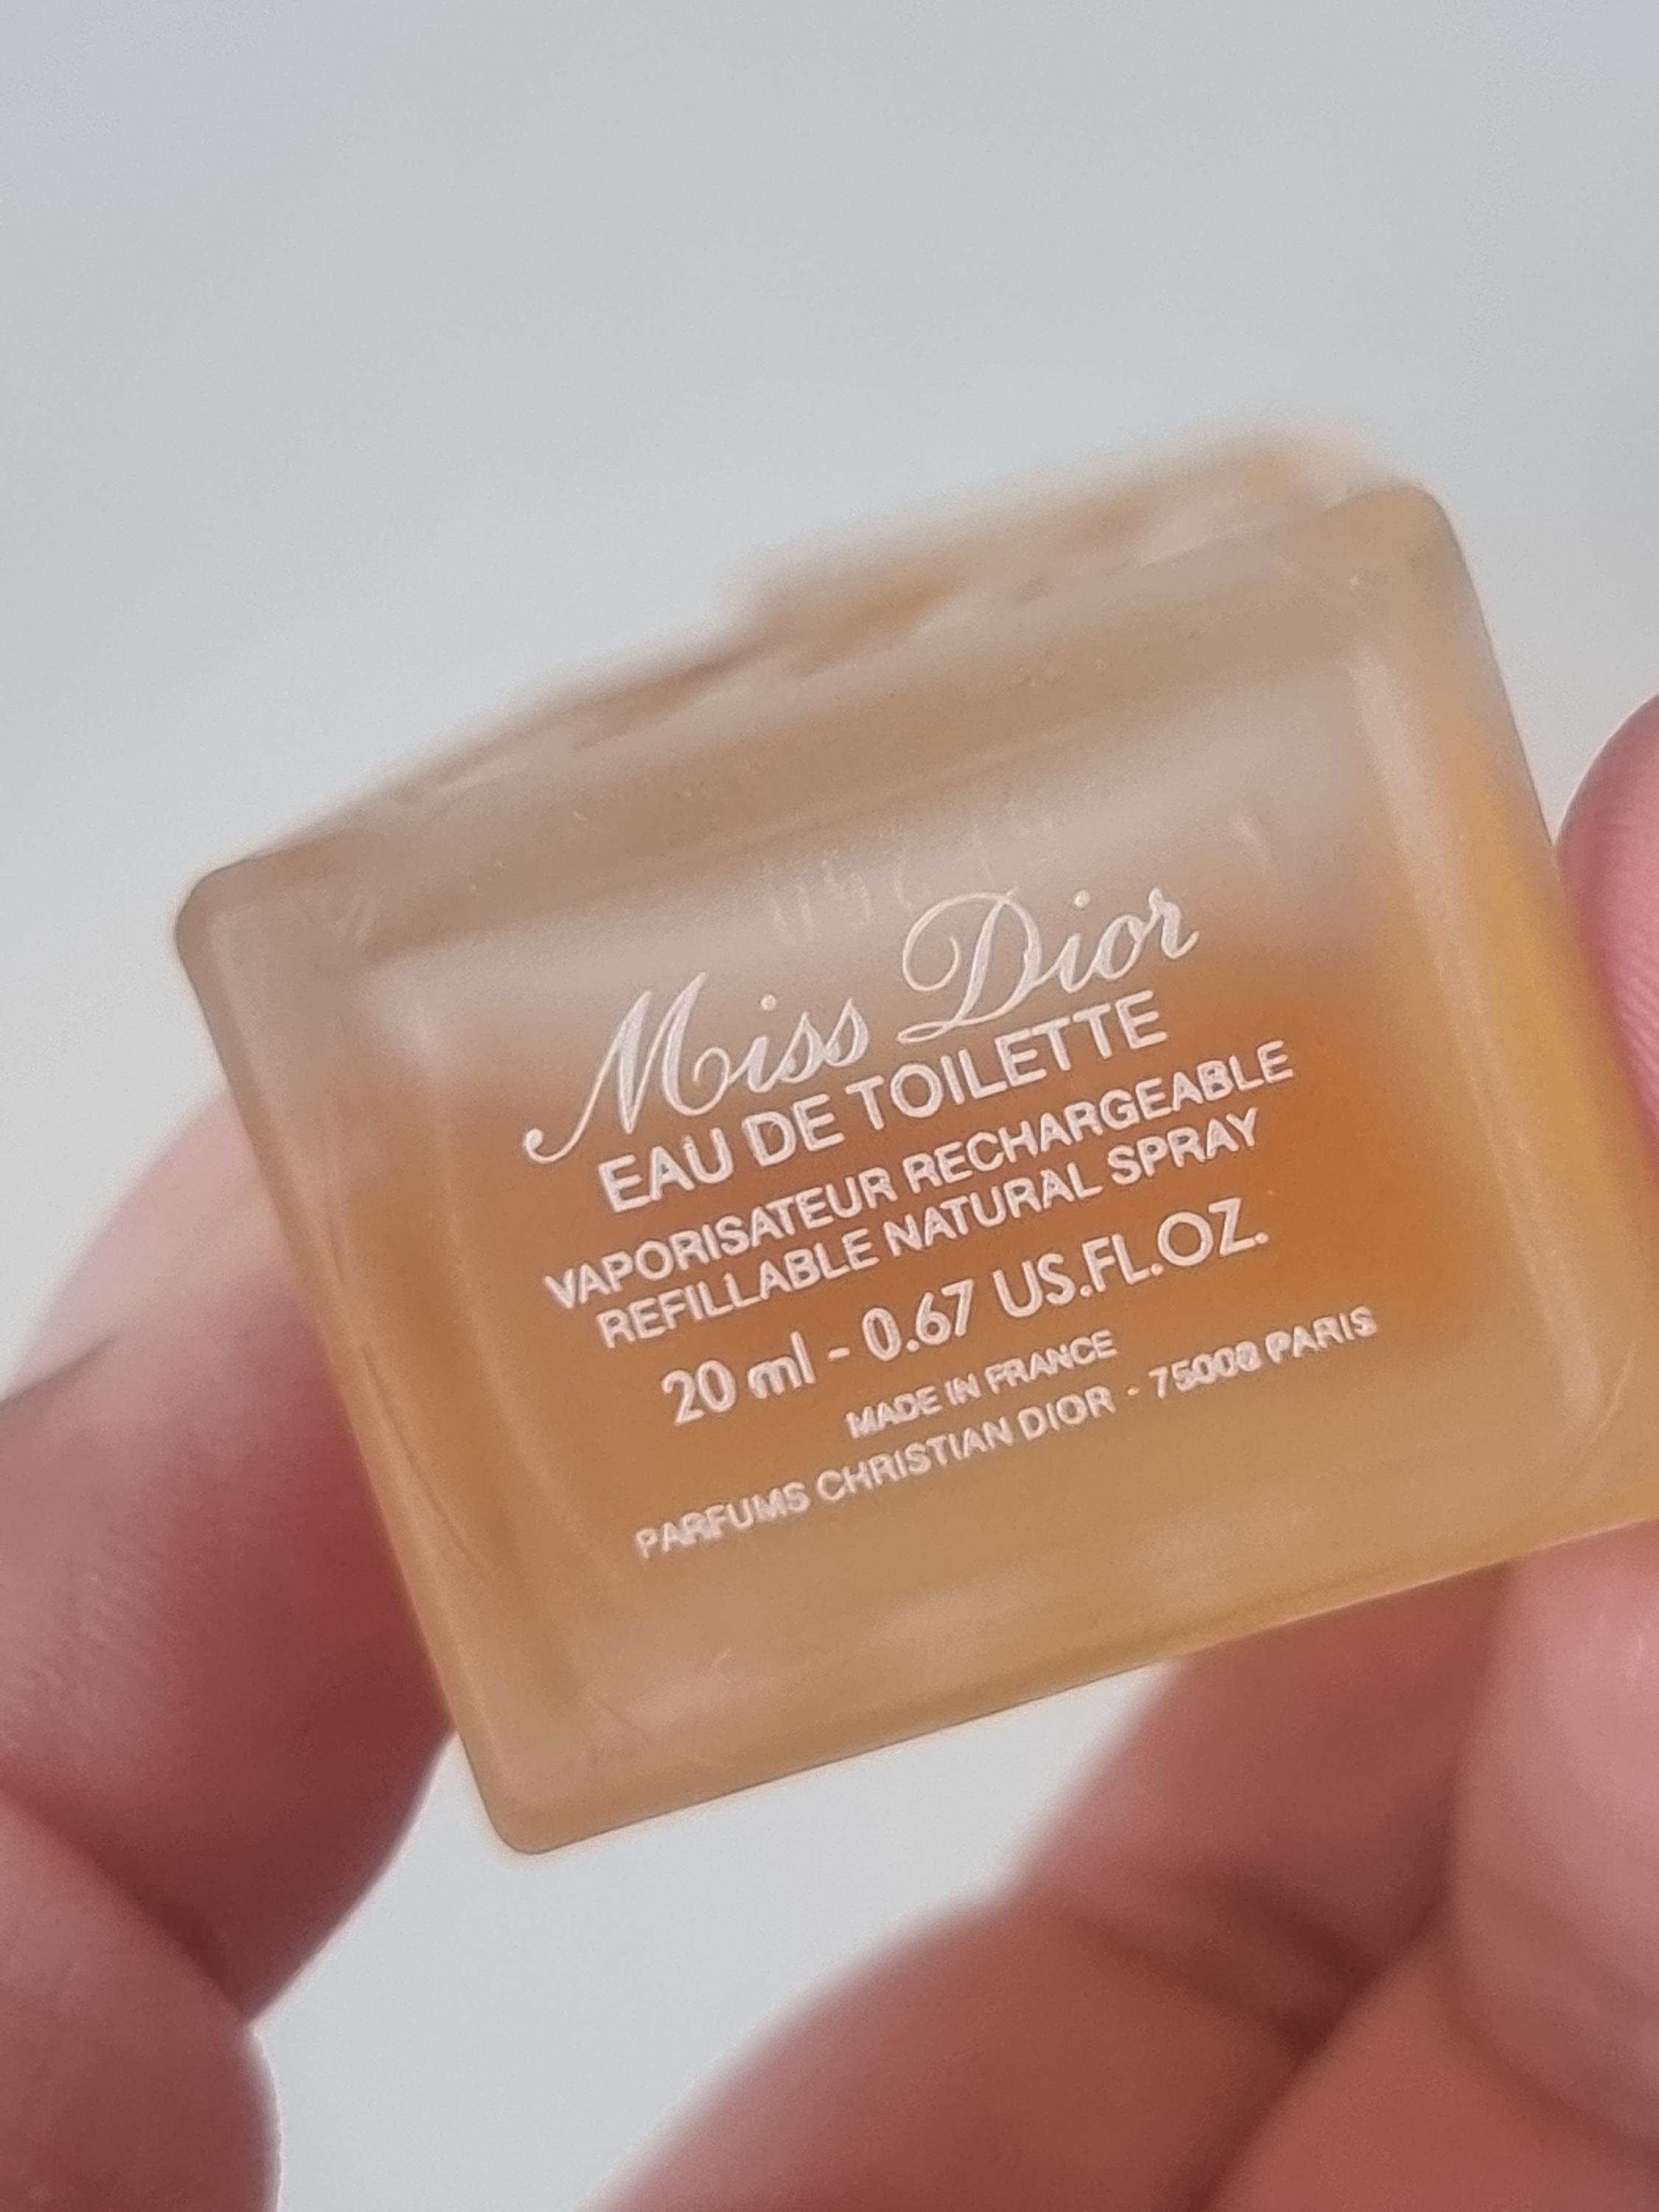 Miss Dior
EAU DE TOILETTE
VAPORISATEUR RECHARGEABLE
REFILLABLE NATURAL SPRAY
20 ml - 0.67 US.FL.OZ.
MADE IN FRANCE
PARFUMS CHRISTIAN DIOR - 75008 PARIS